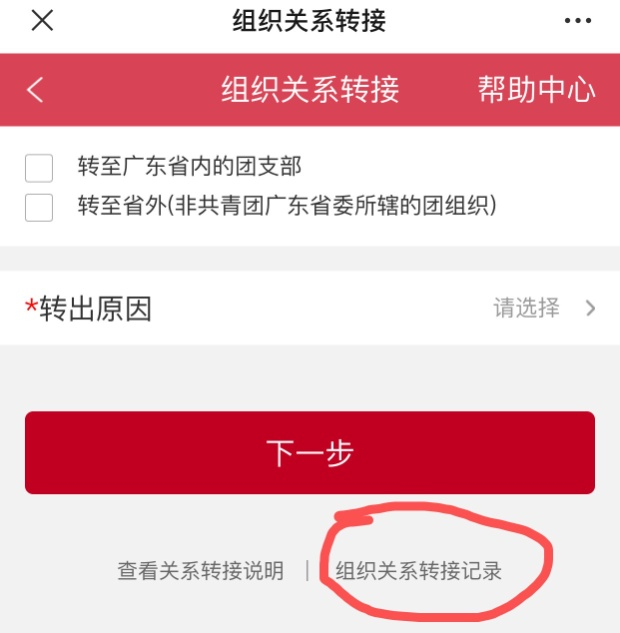 组织关系转接
组织关系转接 帮助中心
转至广东省内的团支部
转至省外(非共青团广东省委所辖的团组织)
*转出原因 请选择
下一步
查看关系转接说明 | 组织关系转接记录